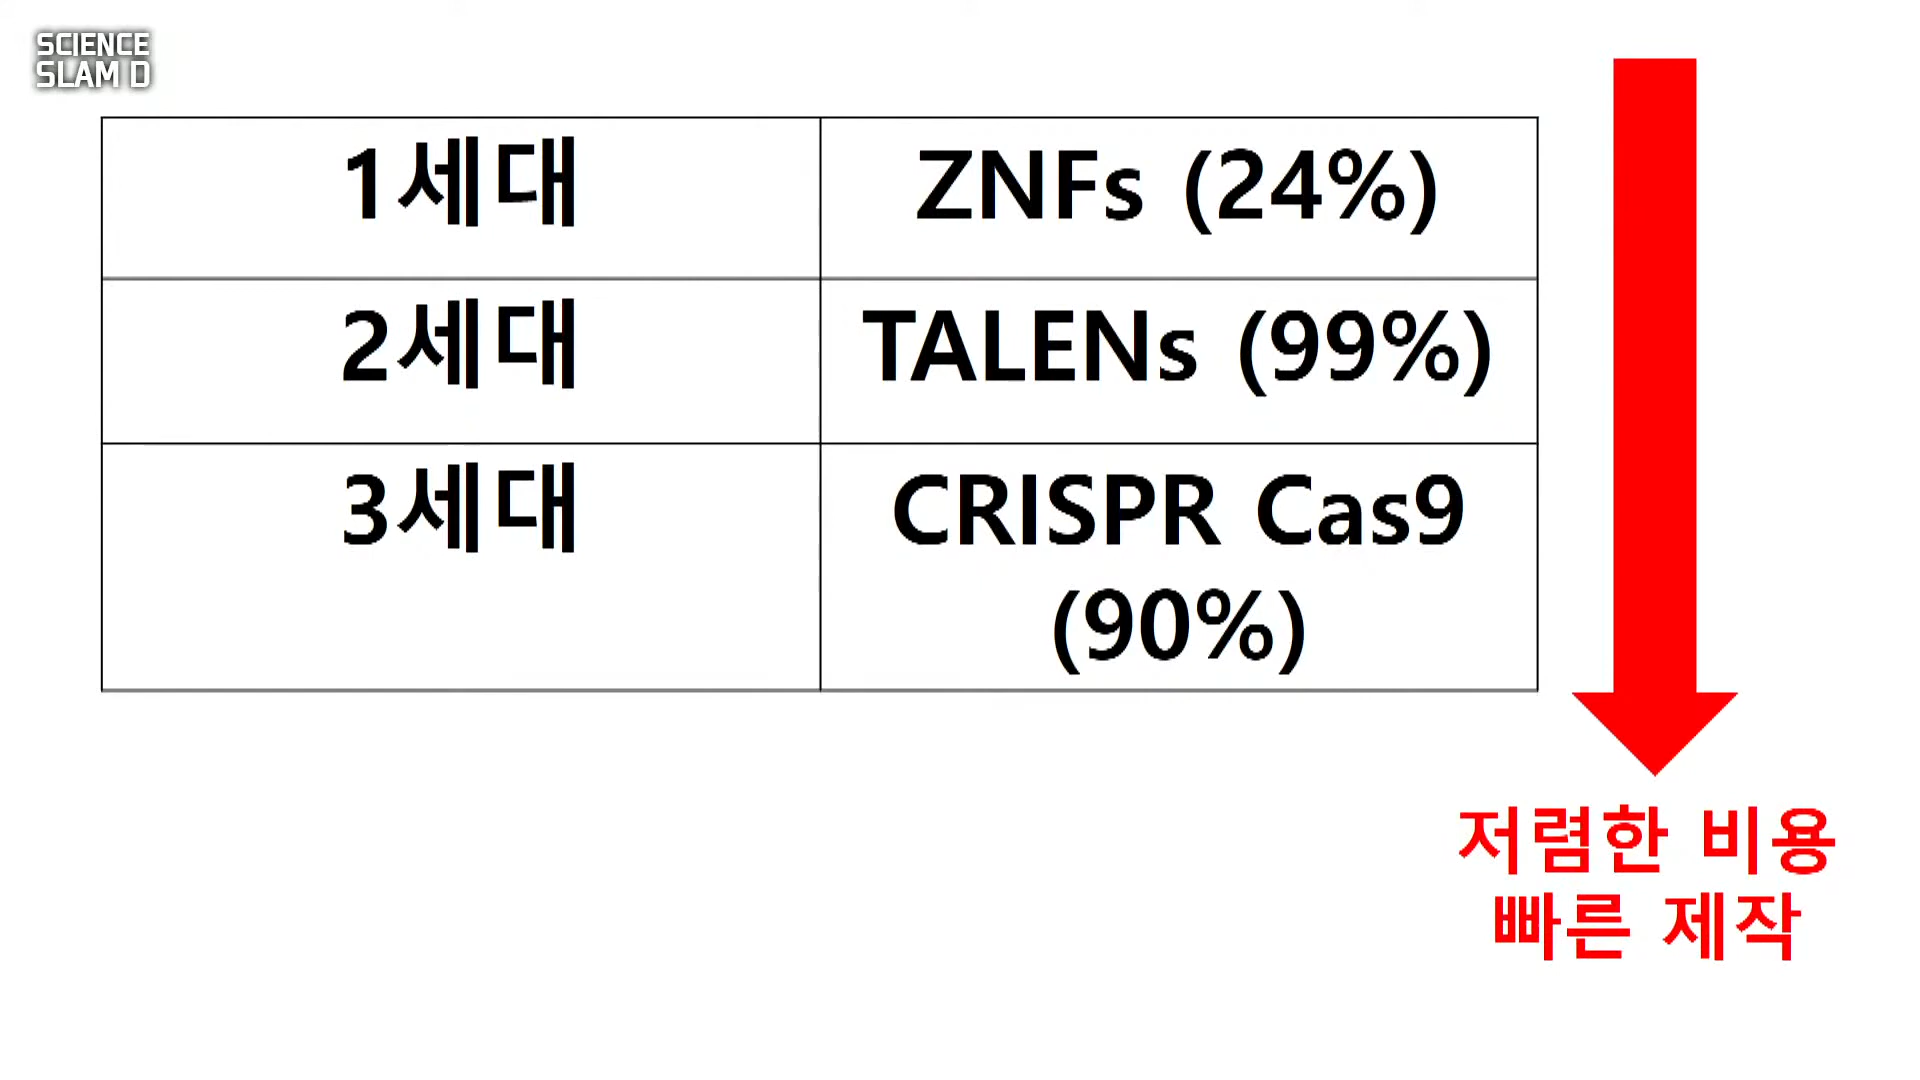 SCIENCE
SLAM D
1세대
ZNFs (24%)
2세대
TALENs (99%)
3세대
CRISPR Cas9
(90%)
저렴한 비용
빠른 제작